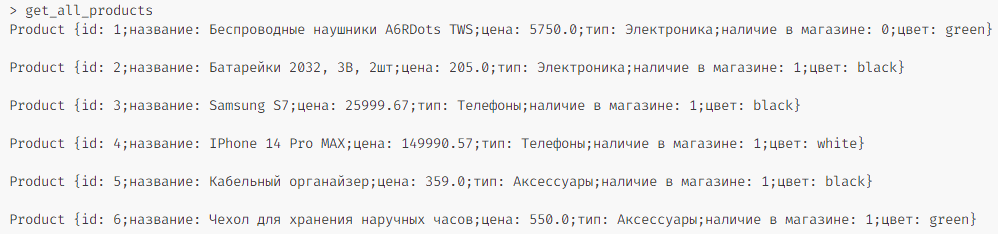 > get_all_products
Product {id: 1;название: Беспроводные наушники A6RDots TWS;цена: 5750.0;тип: Электроника;наличие в магазине: 0;цвет: green}
Product {id: 2;название: Батарейки 2032, 3В, 2шт;цена: 205.0;тип: Электроника;наличие в магазине: 1;цвет: black}
Product {id: 3;название: Samsung S7;цена: 25999.67;тип: Телефоны;наличие в магазине: 1;цвет: black}
Product {id: 4;название: IPhone 14 Pro MAX;цена: 149990.57;тип: Телефоны;наличие в магазине: 1;цвет: white}
Product {id: 5;название: Кабельный органайзер;цена: 359.0;тип: Аксессуары;наличие в магазине: 1;цвет: black}
Product {id: 6;название: Чехол для хранения наручных часов;цена: 550.0;тип: Аксессуары;наличие в магазине: 1;цвет: green}